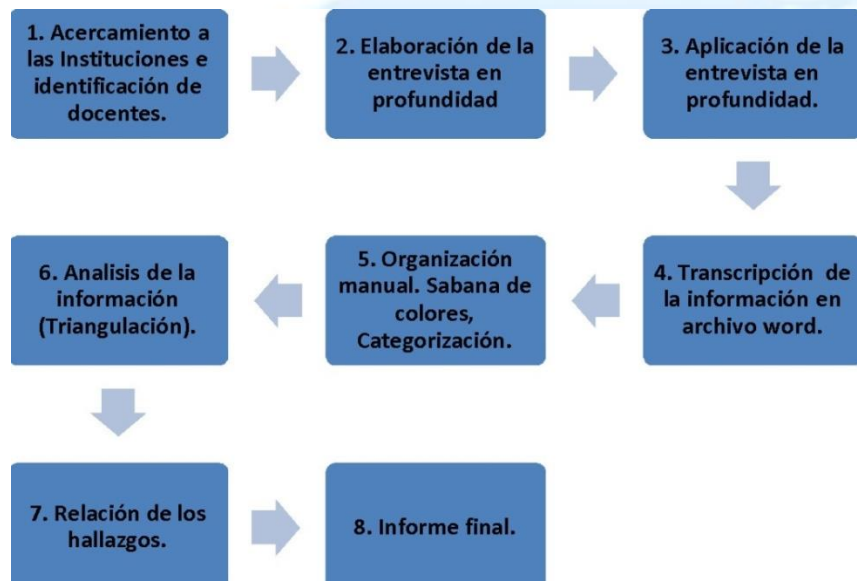 1. Acercamiento a
las Instituciones e
identificación de
docentes.
2. Elaboración de la
entrevista en
profundidad
3. Aplicación de la
entrevista en
profundidad.
4. Transcripción de
la información en
archivo word.
5. Organización
manual. Sabana de
colores,
Categorización.
6. Analisis de la
información
(Triangulación).
7. Relación de los
hallazgos.
8. Informe final.